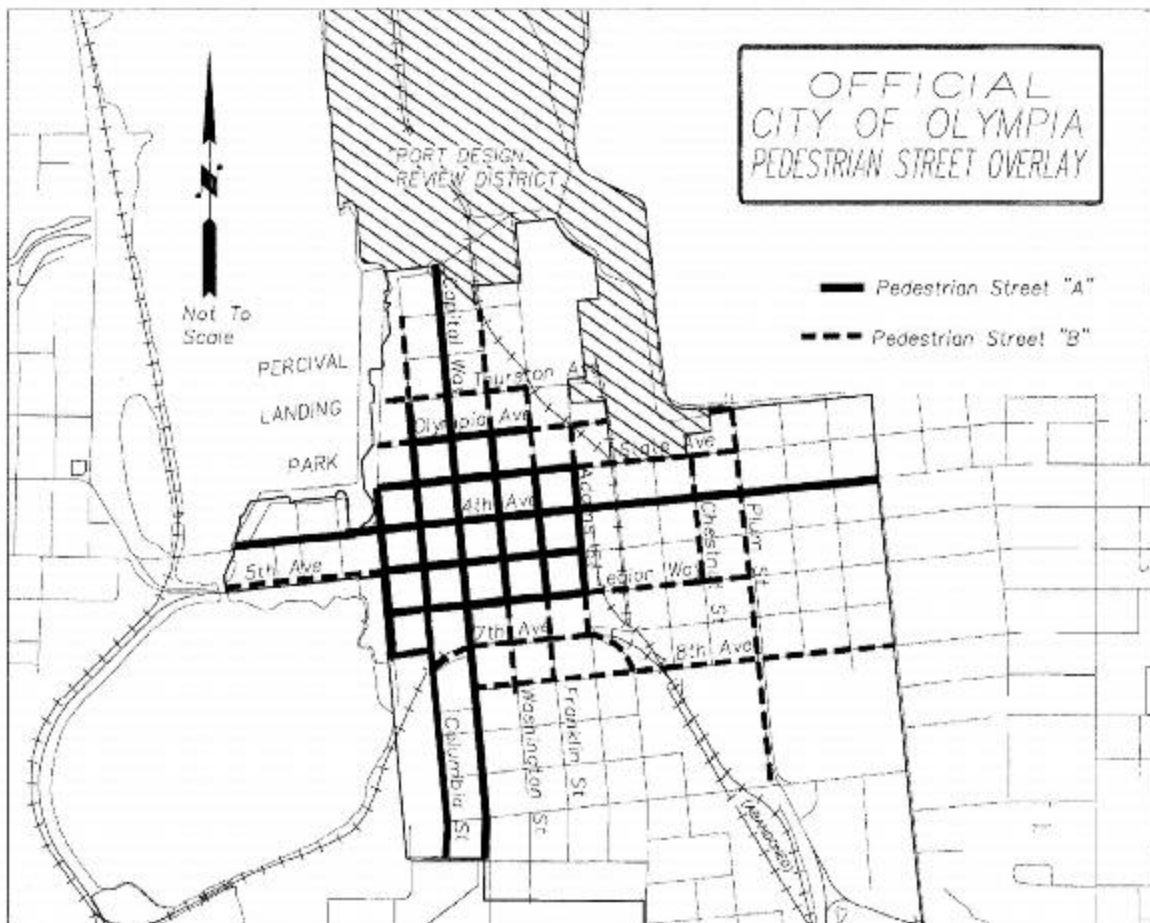 OFFICIAL
CITY OF OLYMPIA
PEDESTRIAN STREET OVERLAY
PORT DESIGN
REVIEW DISTRICT
N
Not To
Scale
Pedestrian Street "A"
Pedestrian Street "B"
PERCIVAL
LANDING
PARK
Capital Way
Thurston Ave
Olympia Ave
State Ave
4th Ave
Adams St
Chestnut St
Plum St
5th Ave
Legion Way
7th Ave
8th Ave
Columbia St
Washington St
Franklin St
(ABANDONED)